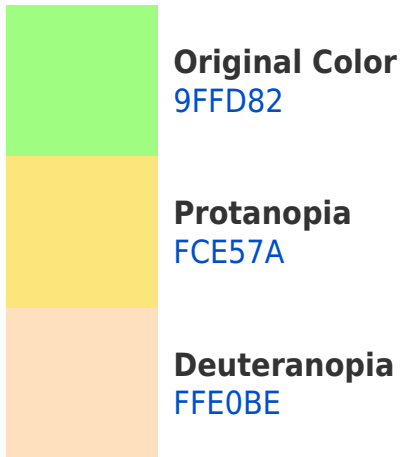 Original Color
9FFD82
Protanopia
FCE57A
Deuteranopia
FFE0BE